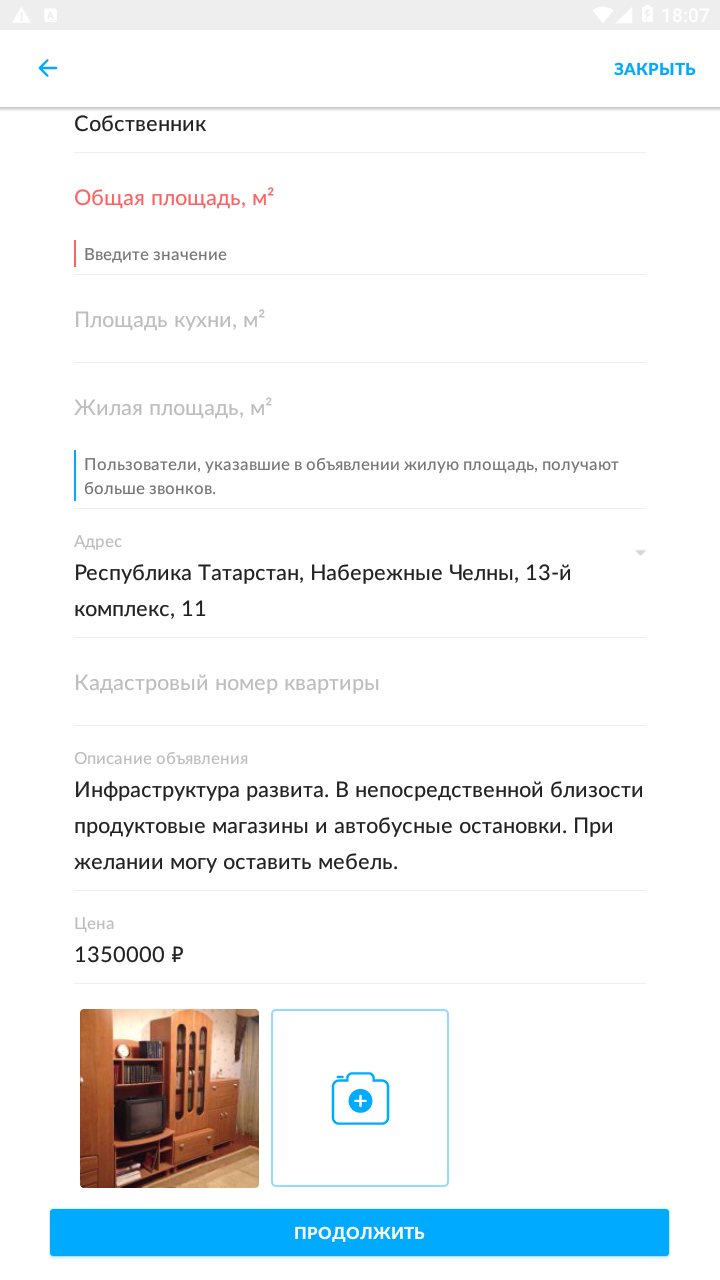 18:07
ЗАКРЫТЬ
Собственник
Общая площадь, м²
Введите значение
Площадь кухни, м²
Жилая площадь, м²
Пользователи, указавшие в объявлении жилую площадь, получают
больше звонков.
Адрес
Республика Татарстан, Набережные Челны, 13-й
комплекс, 11
Кадастровый номер квартиры
Описание объявления
Инфраструктура развита. В непосредственной близости
продуктовые магазины и автобусные остановки. При
желании могу оставить мебель.
Цена
1350000 ₽
ПРОДОЛЖИТЬ